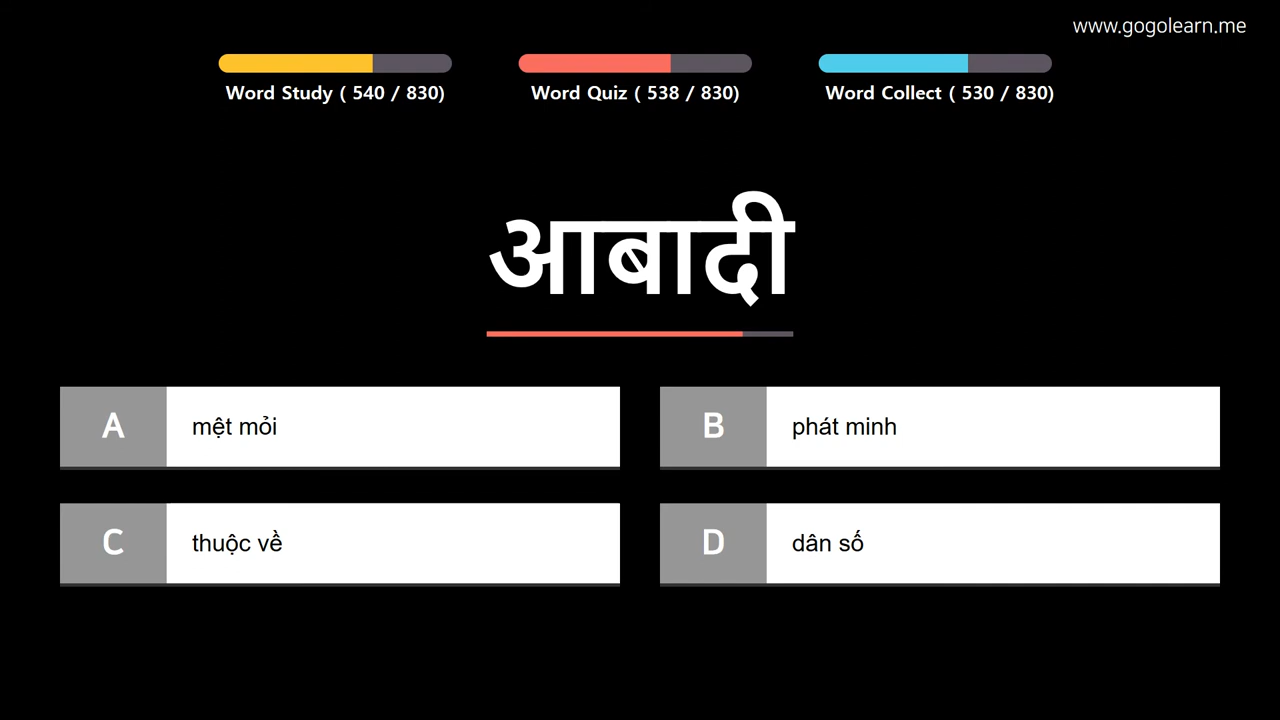 www.gogolearn.me
Word Study ( 540 / 830)
Word Quiz ( 538 / 830)
Word Collect ( 530 / 830)
आबादी
A
mệt mỏi
B
phát minh
C
thuộc về
D
dân số